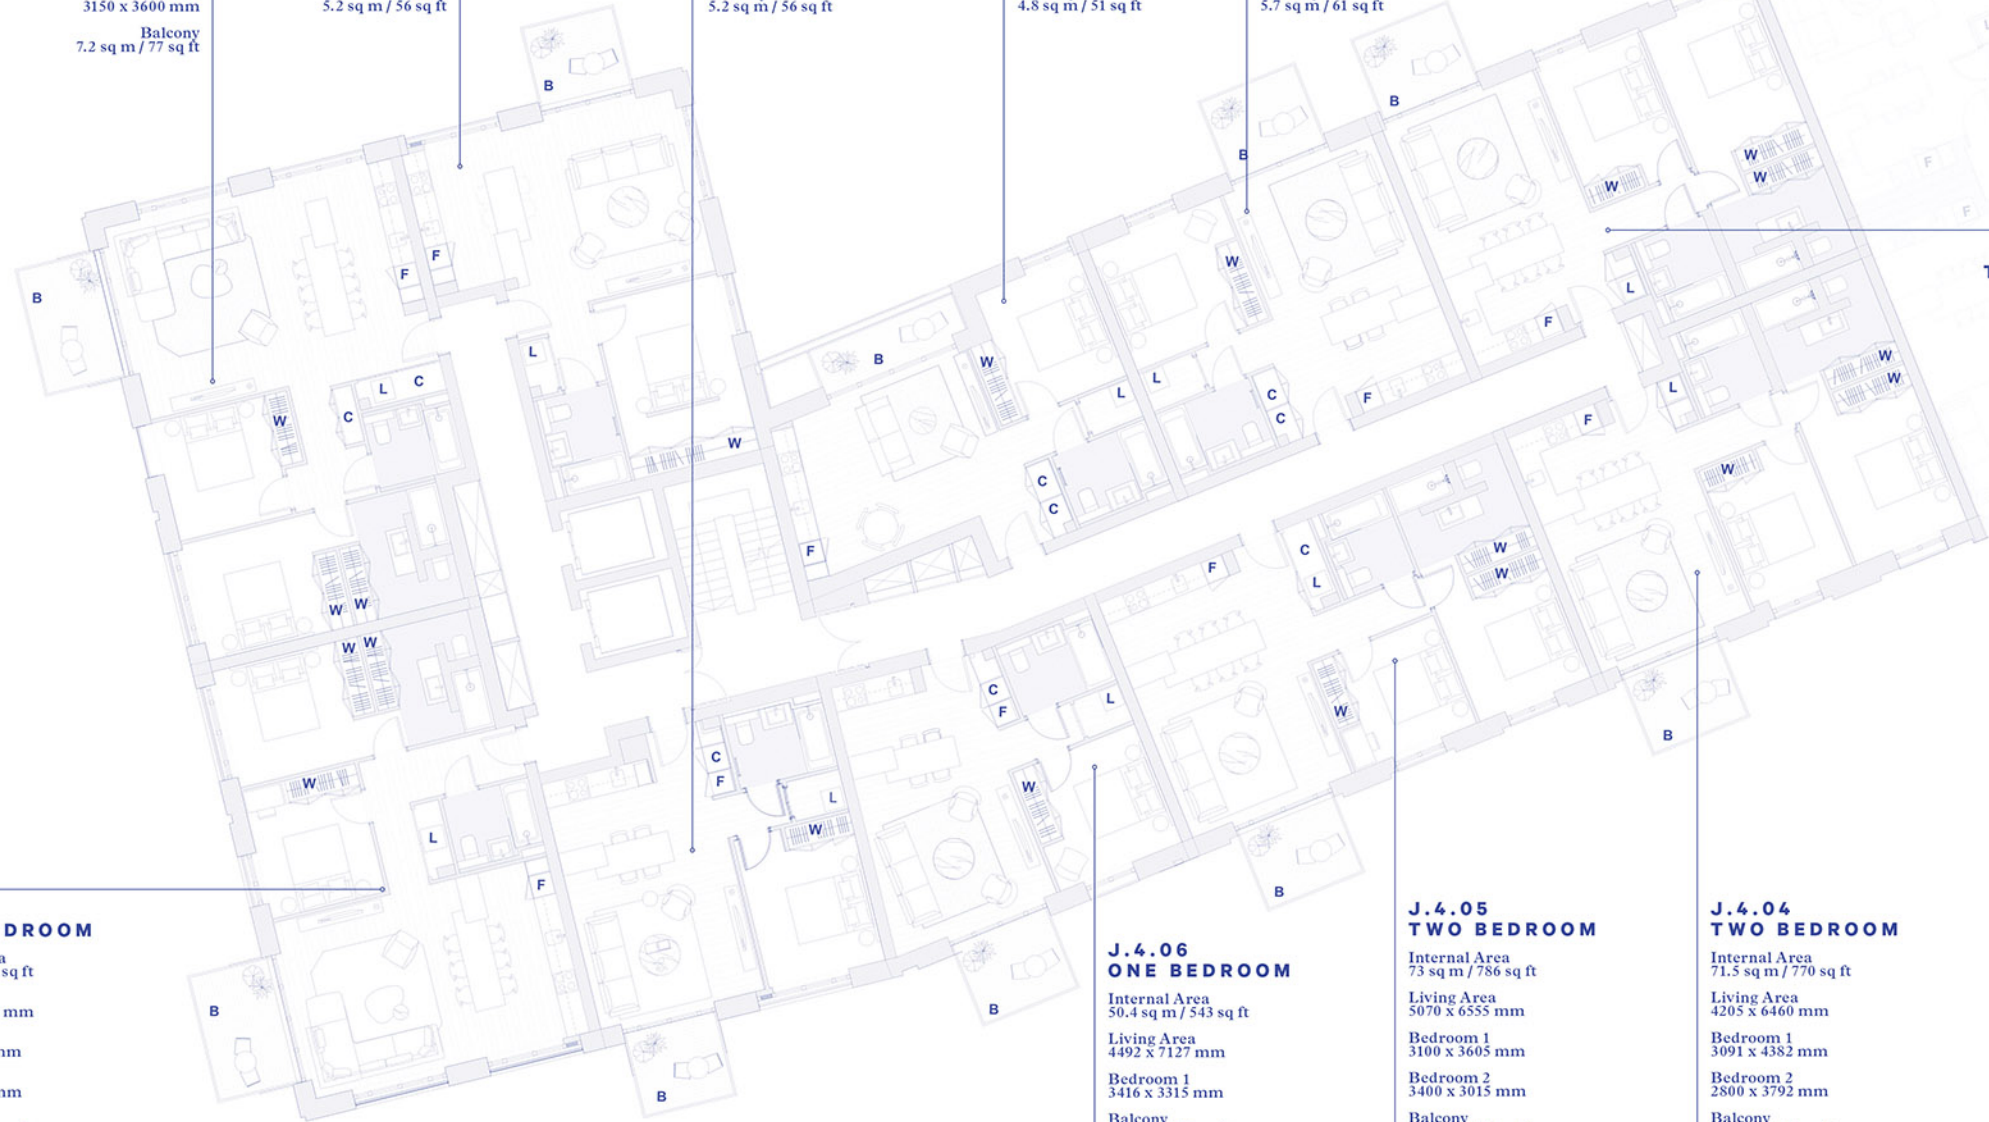 3150 x 3600 mm
Balcony
7.2 sq m / 77 sq ft
5.2 sq m / 56 sq ft
5.2 sq m / 56 sq ft
4.8 sq m / 51 sq ft
5.7 sq m / 61 sq ft
B
B
B
B
B
W
W
W
F
F
F
F
W
L
L
F
B
W
L
L
C
C
W
C
L
C
W
C
F
F
W
W
L
F
W
W
W
C
C
F
F
C
L
W
W
W
W
W
W
C
F
L
W
C
F
L
W
L
W
W
L
F
B
B
B
B
B
DROOM
sq ft
mm
J.4.06
ONE BEDROOM
Internal Area
50.4 sq m / 543 sq ft
Living Area
4492 x 7127 mm
Bedroom 1
3416 x 3315 mm
Balcony
J.4.05
TWO BEDROOM
Internal Area
73 sq m / 786 sq ft
Living Area
5070 x 6555 mm
Bedroom 1
3100 x 3605 mm
Bedroom 2
3400 x 3015 mm
Balcony
J.4.04
TWO BEDROOM
Internal Area
71.5 sq m / 770 sq ft
Living Area
4205 x 6460 mm
Bedroom 1
3091 x 4382 mm
Bedroom 2
2800 x 3792 mm
Balcony